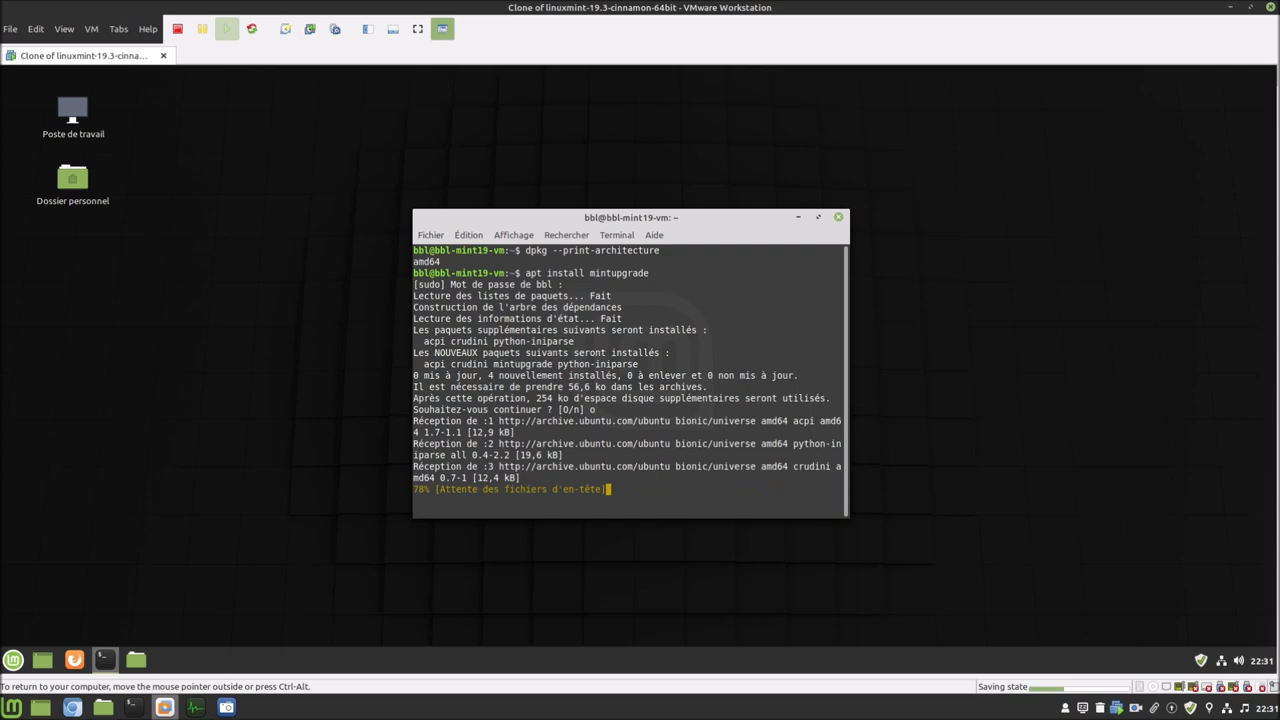 Clone of linuxmint-19.3-cinnamon-64bit - VMware Workstation
File Edit View VM Tabs Help
Clone of linuxmint-19.3-cinna...
Poste de travail
Dossier personnel
bbl@bbl-mint19-vm: ~
Fichier Édition Affichage Rechercher Terminal Aide
bbl@bbl-mint19-vm:~$ dpkg --print-architecture
amd64
bbl@bbl-mint19-vm:~$ apt install mintupgrade
[sudo] Mot de passe de bbl :
Lecture des listes de paquets... Fait
Construction de l'arbre des dépendances
Lecture des informations d'état... Fait
Les paquets supplémentaires suivants seront installés :
acpi crudini python-iniparse
Les NOUVEAUX paquets suivants seront installés :
acpi crudini mintupgrade python-iniparse
0 mis à jour, 4 nouvellement installés, 0 à enlever et 0 non mis à jour.
Il est nécessaire de prendre 56,6 ko dans les archives.
Après cette opération, 254 ko d'espace disque supplémentaires seront utilisés.
Souhaitez-vous continuer ? [O/n] o
Réception de :1 http://archive.ubuntu.com/ubuntu bionic/universe amd64 acpi amd6
4 1.7-1.1 [12,9 kB]
Réception de :2 http://archive.ubuntu.com/ubuntu bionic/universe amd64 python-in
iparse all 0.4-2.2 [19,6 kB]
Réception de :3 http://archive.ubuntu.com/ubuntu bionic/universe amd64 crudini a
md64 0.7-1 [12,4 kB]
78% [Attente des fichiers d'en-tête]
22:31
To return to your computer, move the mouse pointer outside or press Ctrl-Alt.
Saving state
22:31